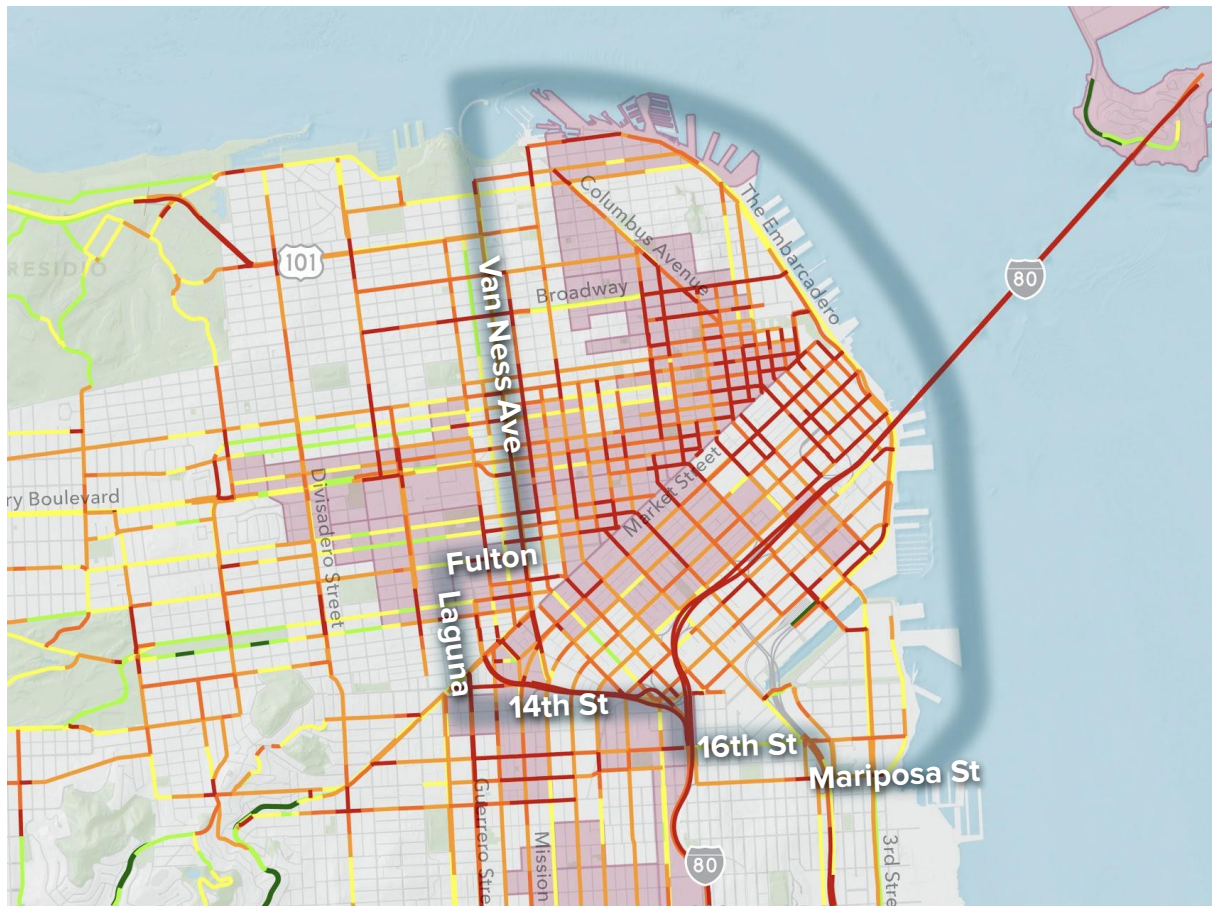 RESIDIO
101
Columbus Avenue
The Embarcadero
80
Broadway
Van Ness Ave
ry Boulevard
Divisadero Street
Market Street
Fulton
Laguna
14th St
16th St
Mariposa St
Guerrero Stre
Mission
80
3rd Stre